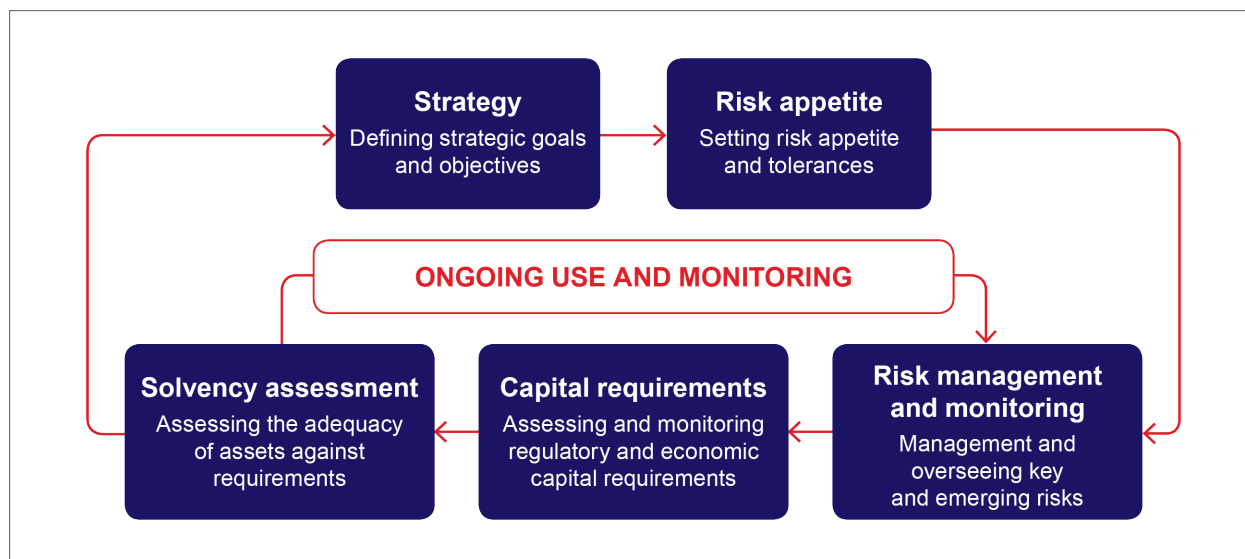 Strategy
Defining strategic goals
and objectives
Risk appetite
Setting risk appetite
and tolerances
ONGOING USE AND MONITORING
Solvency assessment
Assessing the adequacy
of assets against
requirements
Capital requirements
Assessing and monitoring
regulatory and economic
capital requirements
Risk management
and monitoring
Management and
overseeing key
and emerging risks